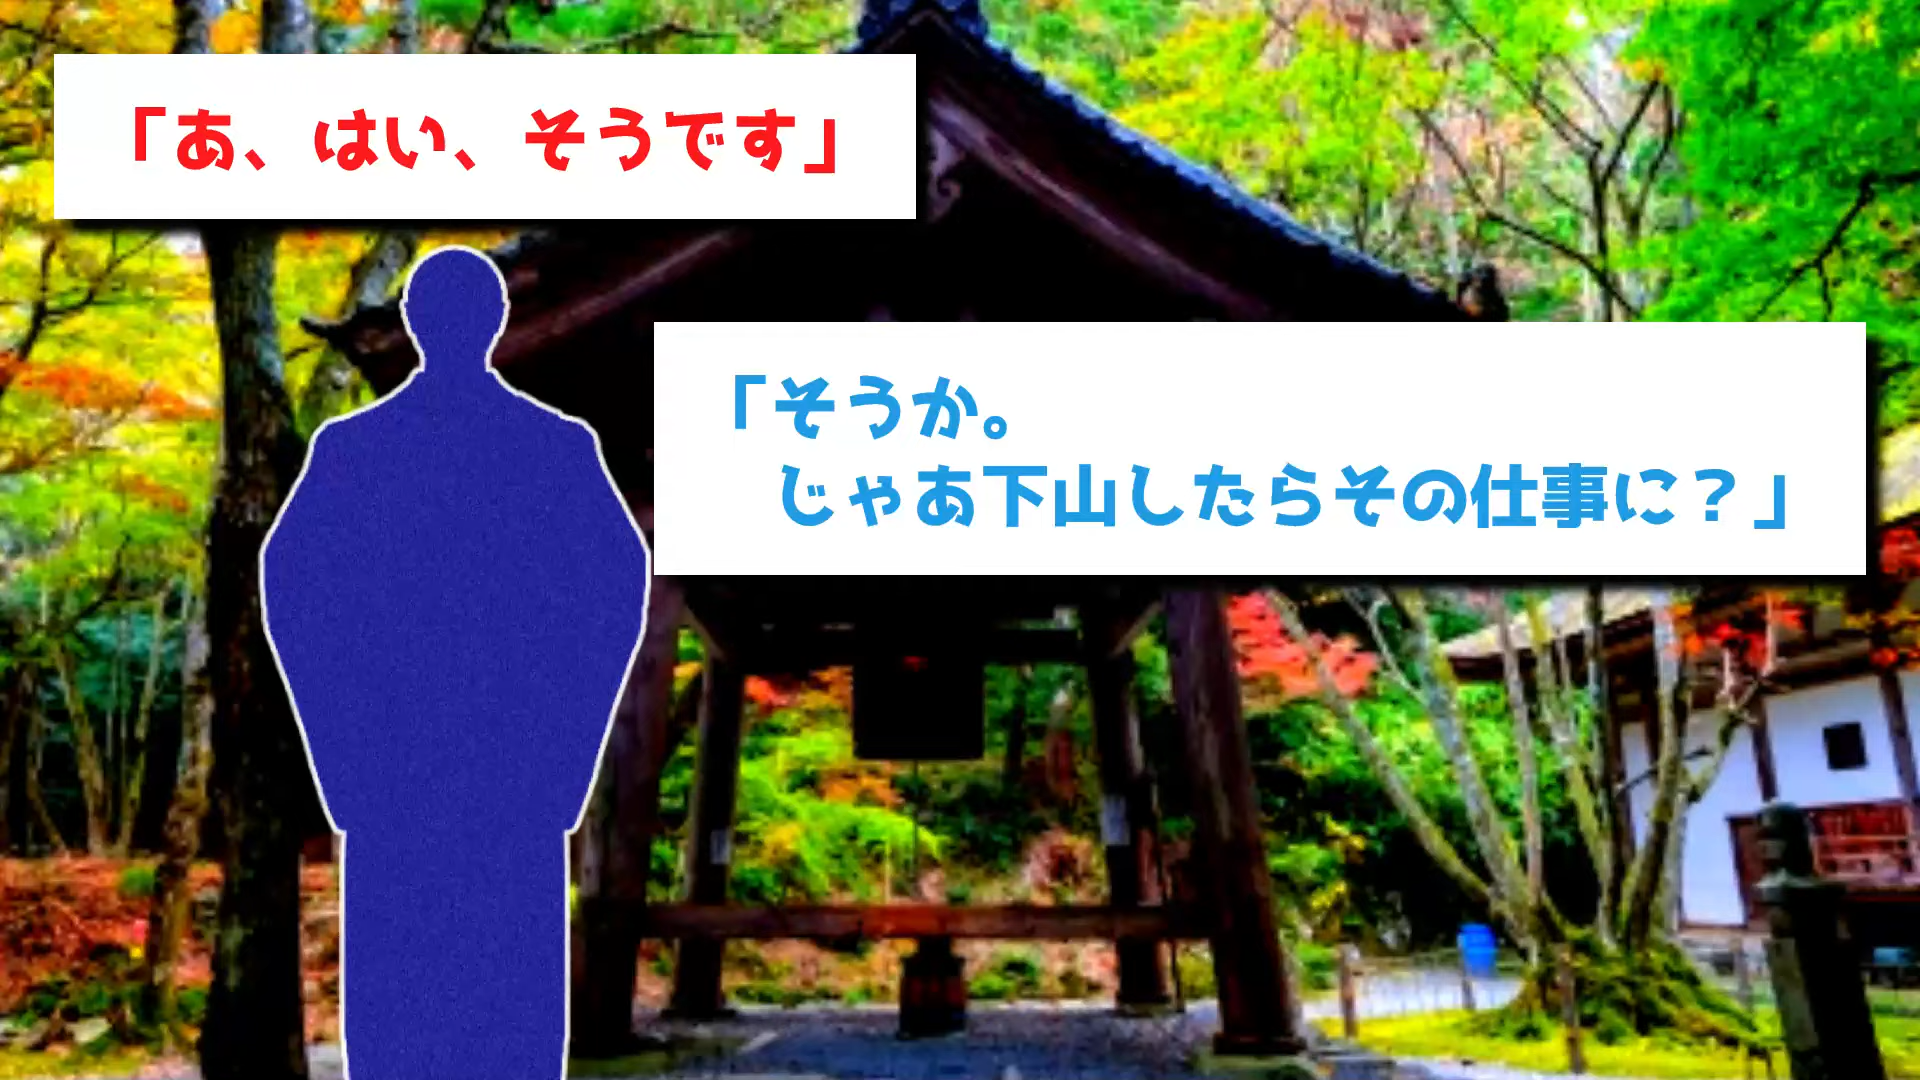 「あ、はい、そうです」
「そうか。
じゃあ下山したらその仕事に？」